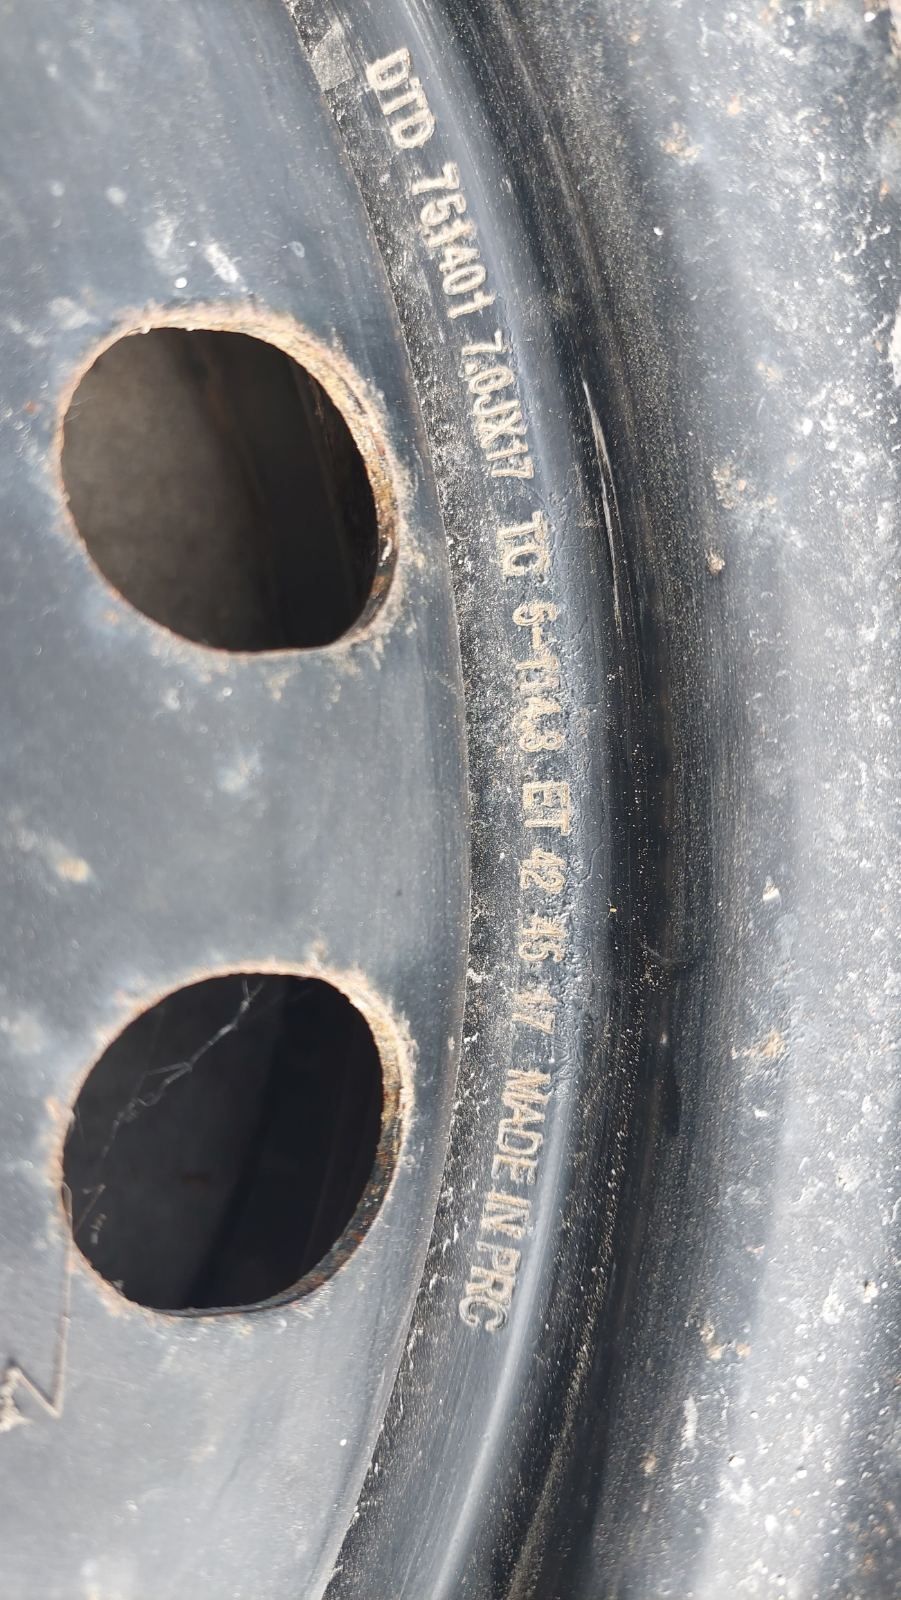 DTD 751401 7,0JX17 TC 5-114,3 ET 42 45 17 MADE IN PRC